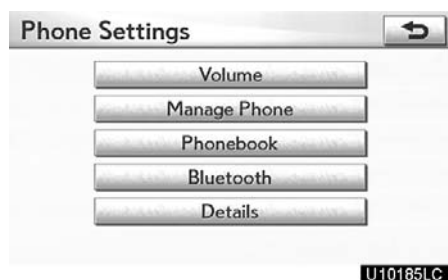 Phone Settings
Volume
Manage Phone
Phonebook
Bluetooth
Details
U10185LC